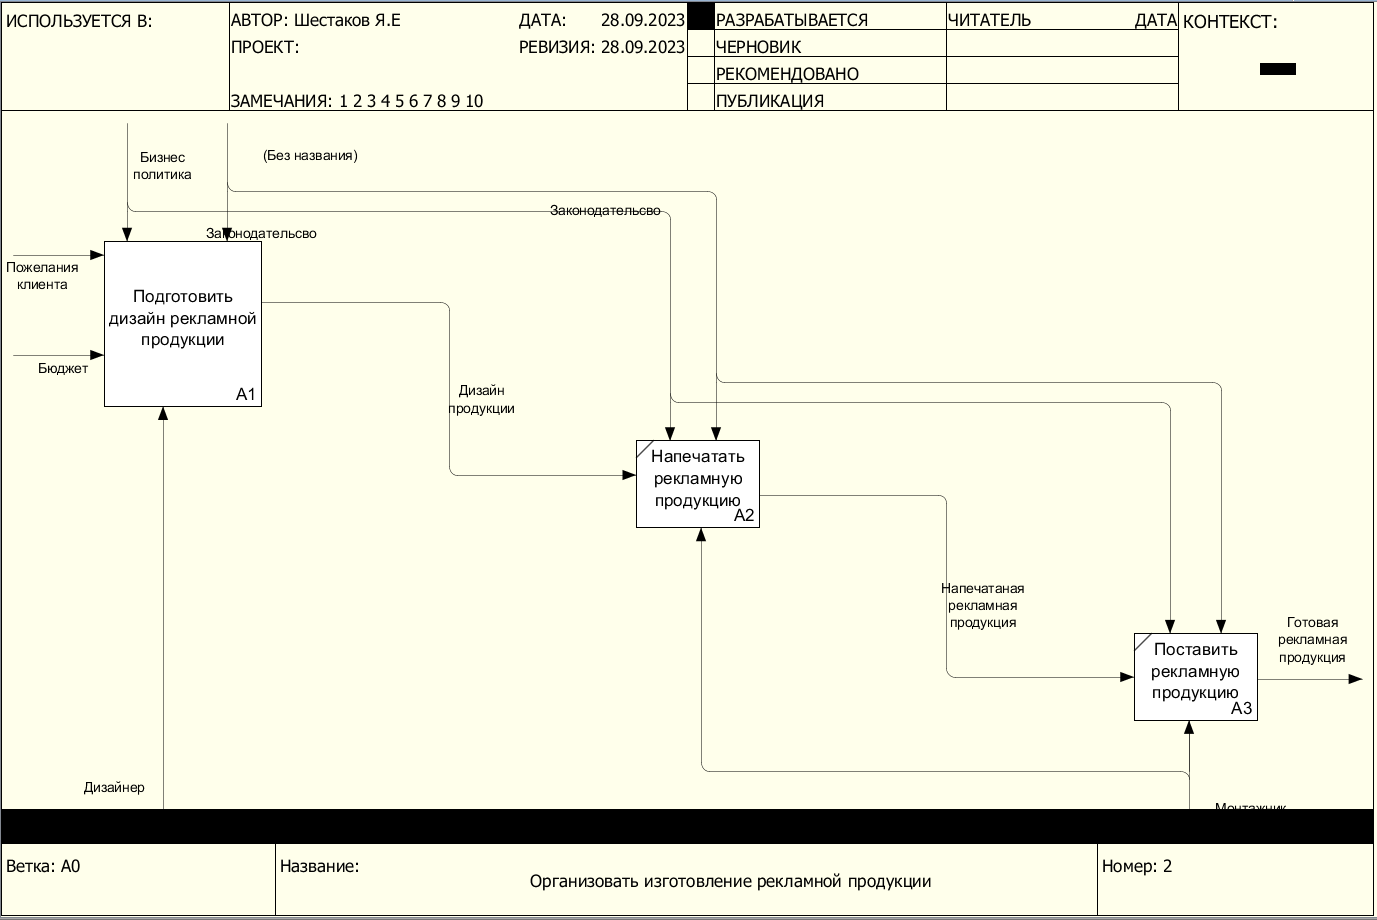 ИСПОЛЬЗУЕТСЯ В:
АВТОР: Шестаков Я.Е
ДАТА: 28.09.2023
РАЗРАБАТЫВАЕТСЯ
ЧИТАТЕЛЬ
ДАТА
КОНТЕКСТ:
ПРОЕКТ:
РЕВИЗИЯ: 28.09.2023
ЧЕРНОВИК
РЕКОМЕНДОВАНО
ЗАМЕЧАНИЯ: 1 2 3 4 5 6 7 8 9 10
ПУБЛИКАЦИЯ
Бизнес
политика
(Без названия)
Законодательсво
Законодательсво
Пожелания
клиента
Подготовить
дизайн рекламной
продукции
A1
Бюджет
Дизайн
продукции
Напечатать
рекламную
продукцию
A2
Напечатаная
рекламная
продукция
Поставить
рекламную
продукцию
A3
Готовая
рекламная
продукция
Дизайнер
Монтажник
Ветка: A0
Название:
Организовать изготовление рекламной продукции
Номер: 2